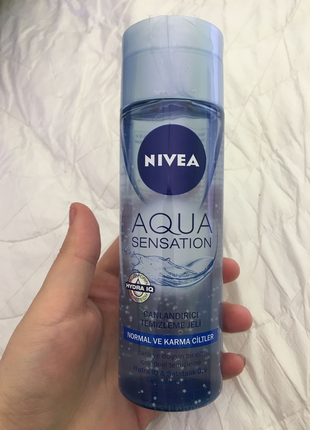 NIVEA
AQUA
SENSATION
HYDRA IQ
CANLANDIRICI
TEMİZLEME JELİ
NORMAL VE KARMA CİLTLER